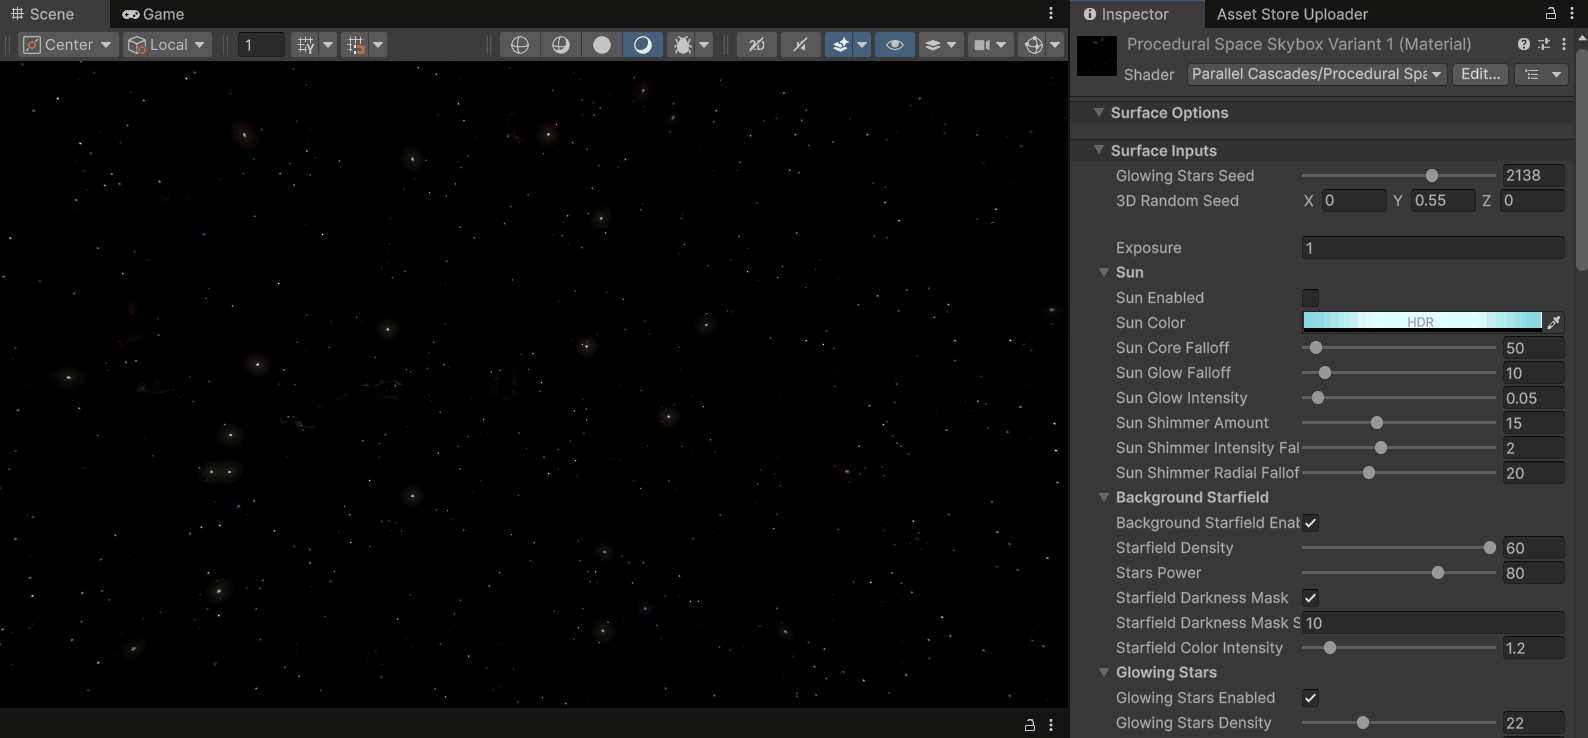 Scene
Game
Inspector
Asset Store Uploader
Center
Local
1
2D
Procedural Space Skybox Variant 1 (Material)
Shader
Parallel Cascades/Procedural Spa
Edit...
Surface Options
Surface Inputs
Glowing Stars Seed 2138
3D Random Seed X 0 Y 0.55 Z 0
Exposure 1
Sun
Sun Enabled
Sun Color HDR
Sun Core Falloff 50
Sun Glow Falloff 10
Sun Glow Intensity 0.05
Sun Shimmer Amount 15
Sun Shimmer Intensity Fal 2
Sun Shimmer Radial Fallof 20
Background Starfield
Background Starfield Enab
Starfield Density 60
Stars Power 80
Starfield Darkness Mask
Starfield Darkness Mask S 10
Starfield Color Intensity 1.2
Glowing Stars
Glowing Stars Enabled
Glowing Stars Density 22